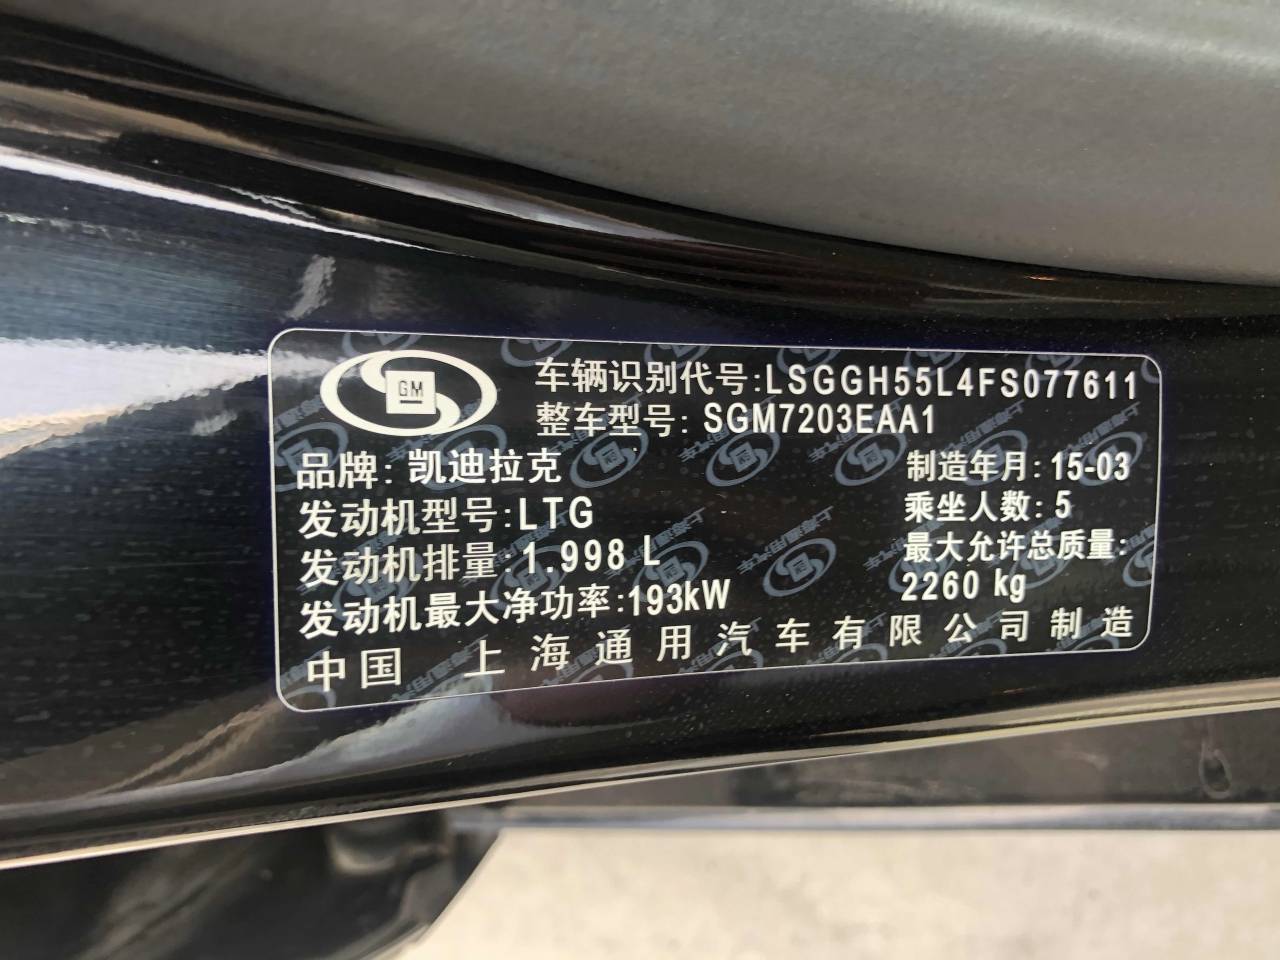 GM
车辆识别代号:LSGGH55L4FS077611
整车型号: SGM7203EAA1
品牌: 凯迪拉克
制造年月: 15-03
发动机型号:LTG
乘坐人数: 5
发动机排量:1.998 L
最大允许总质量:
2260 kg
发动机最大净功率:193kW
中国 上海通用汽车有限公司制造